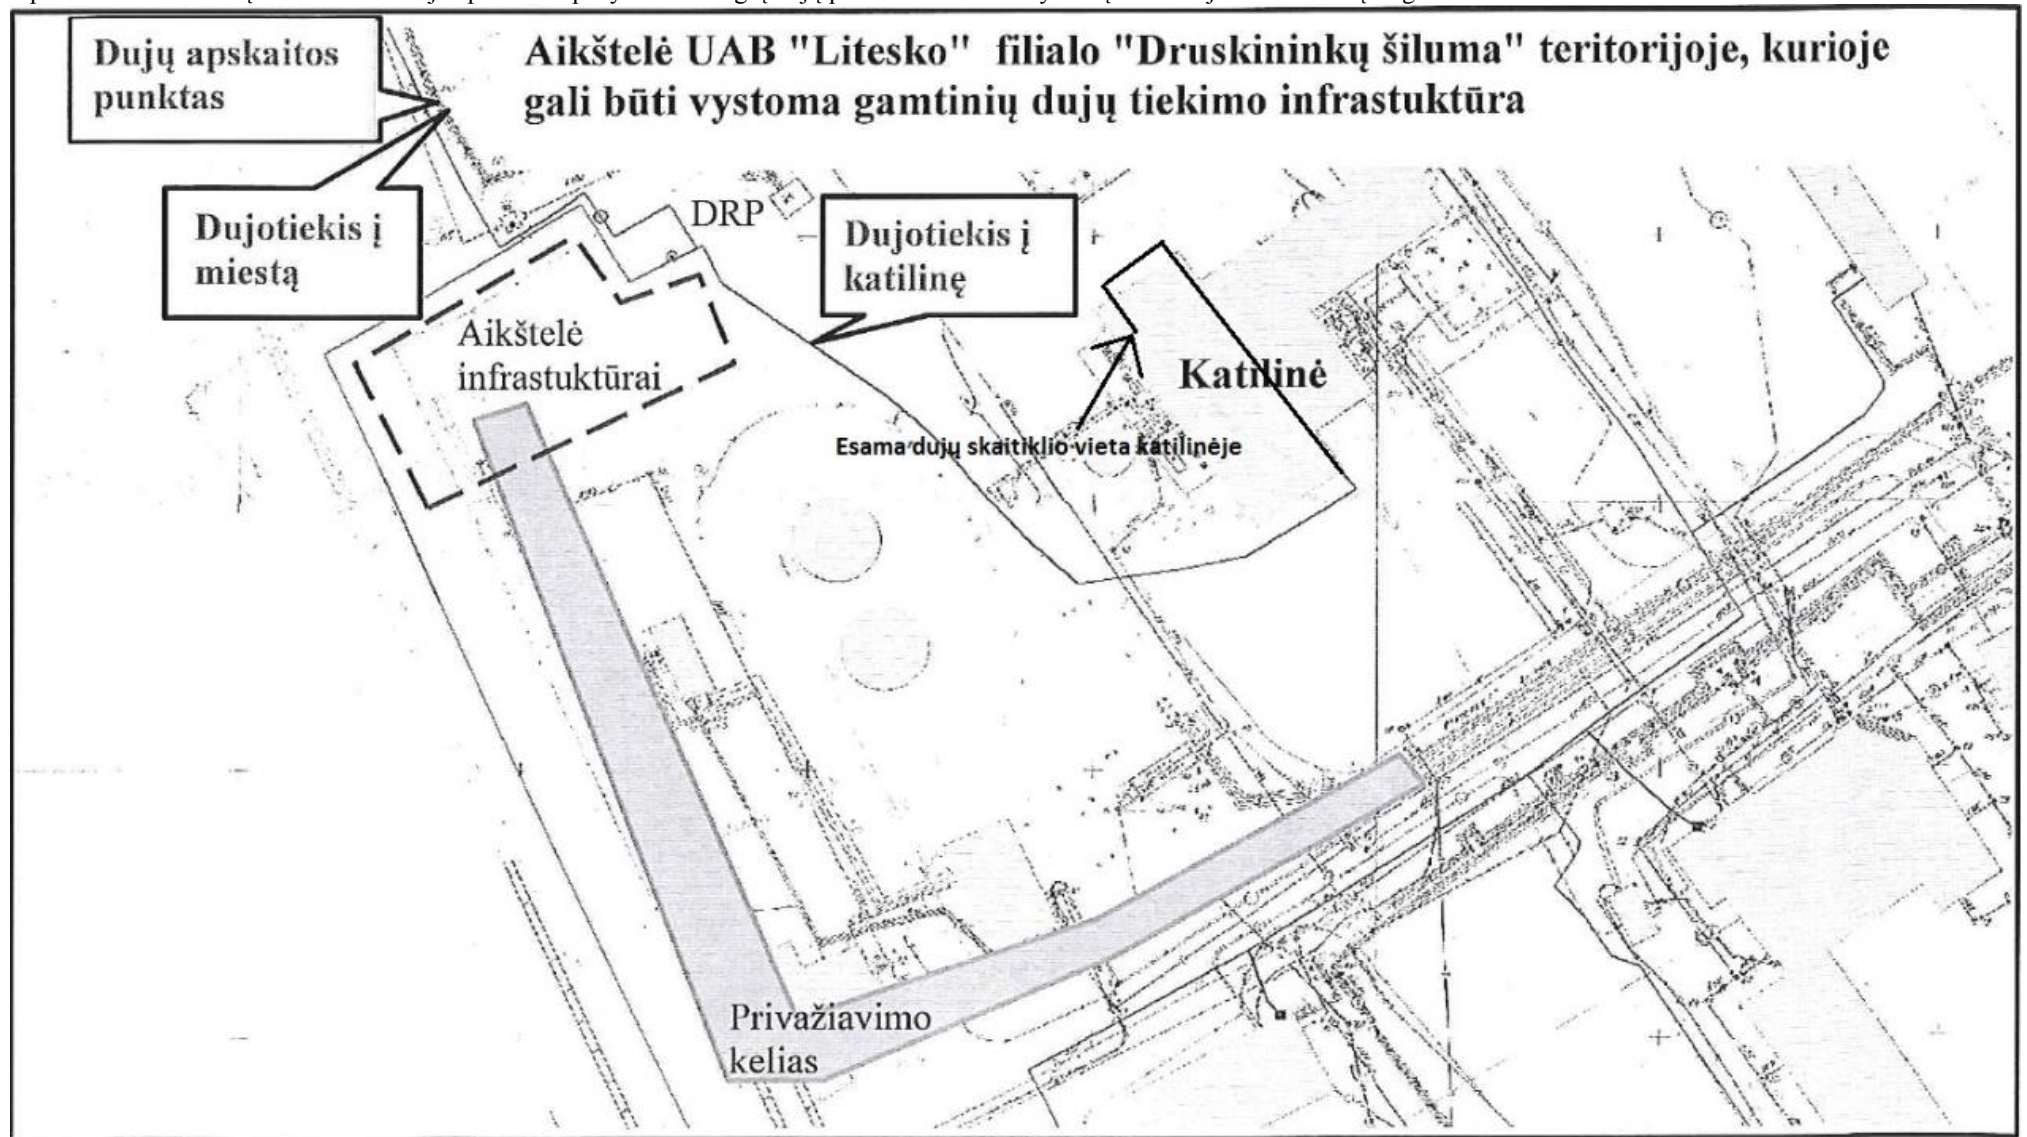 Aikštelė UAB "Litesko" filialo "Druskininkų šiluma" teritorijoje, kurioje
gali būti vystoma gamtinių dujų tiekimo infrastuktūra
Dujų apskaitos
punktas
Dujotiekis į
miestą
DRP
Dujotiekis į
katilinę
Aikštelė
infrastuktūrai
Katilinė
Esama dujų skaitiklio vieta katilinėje
Privažiavimo
kelias